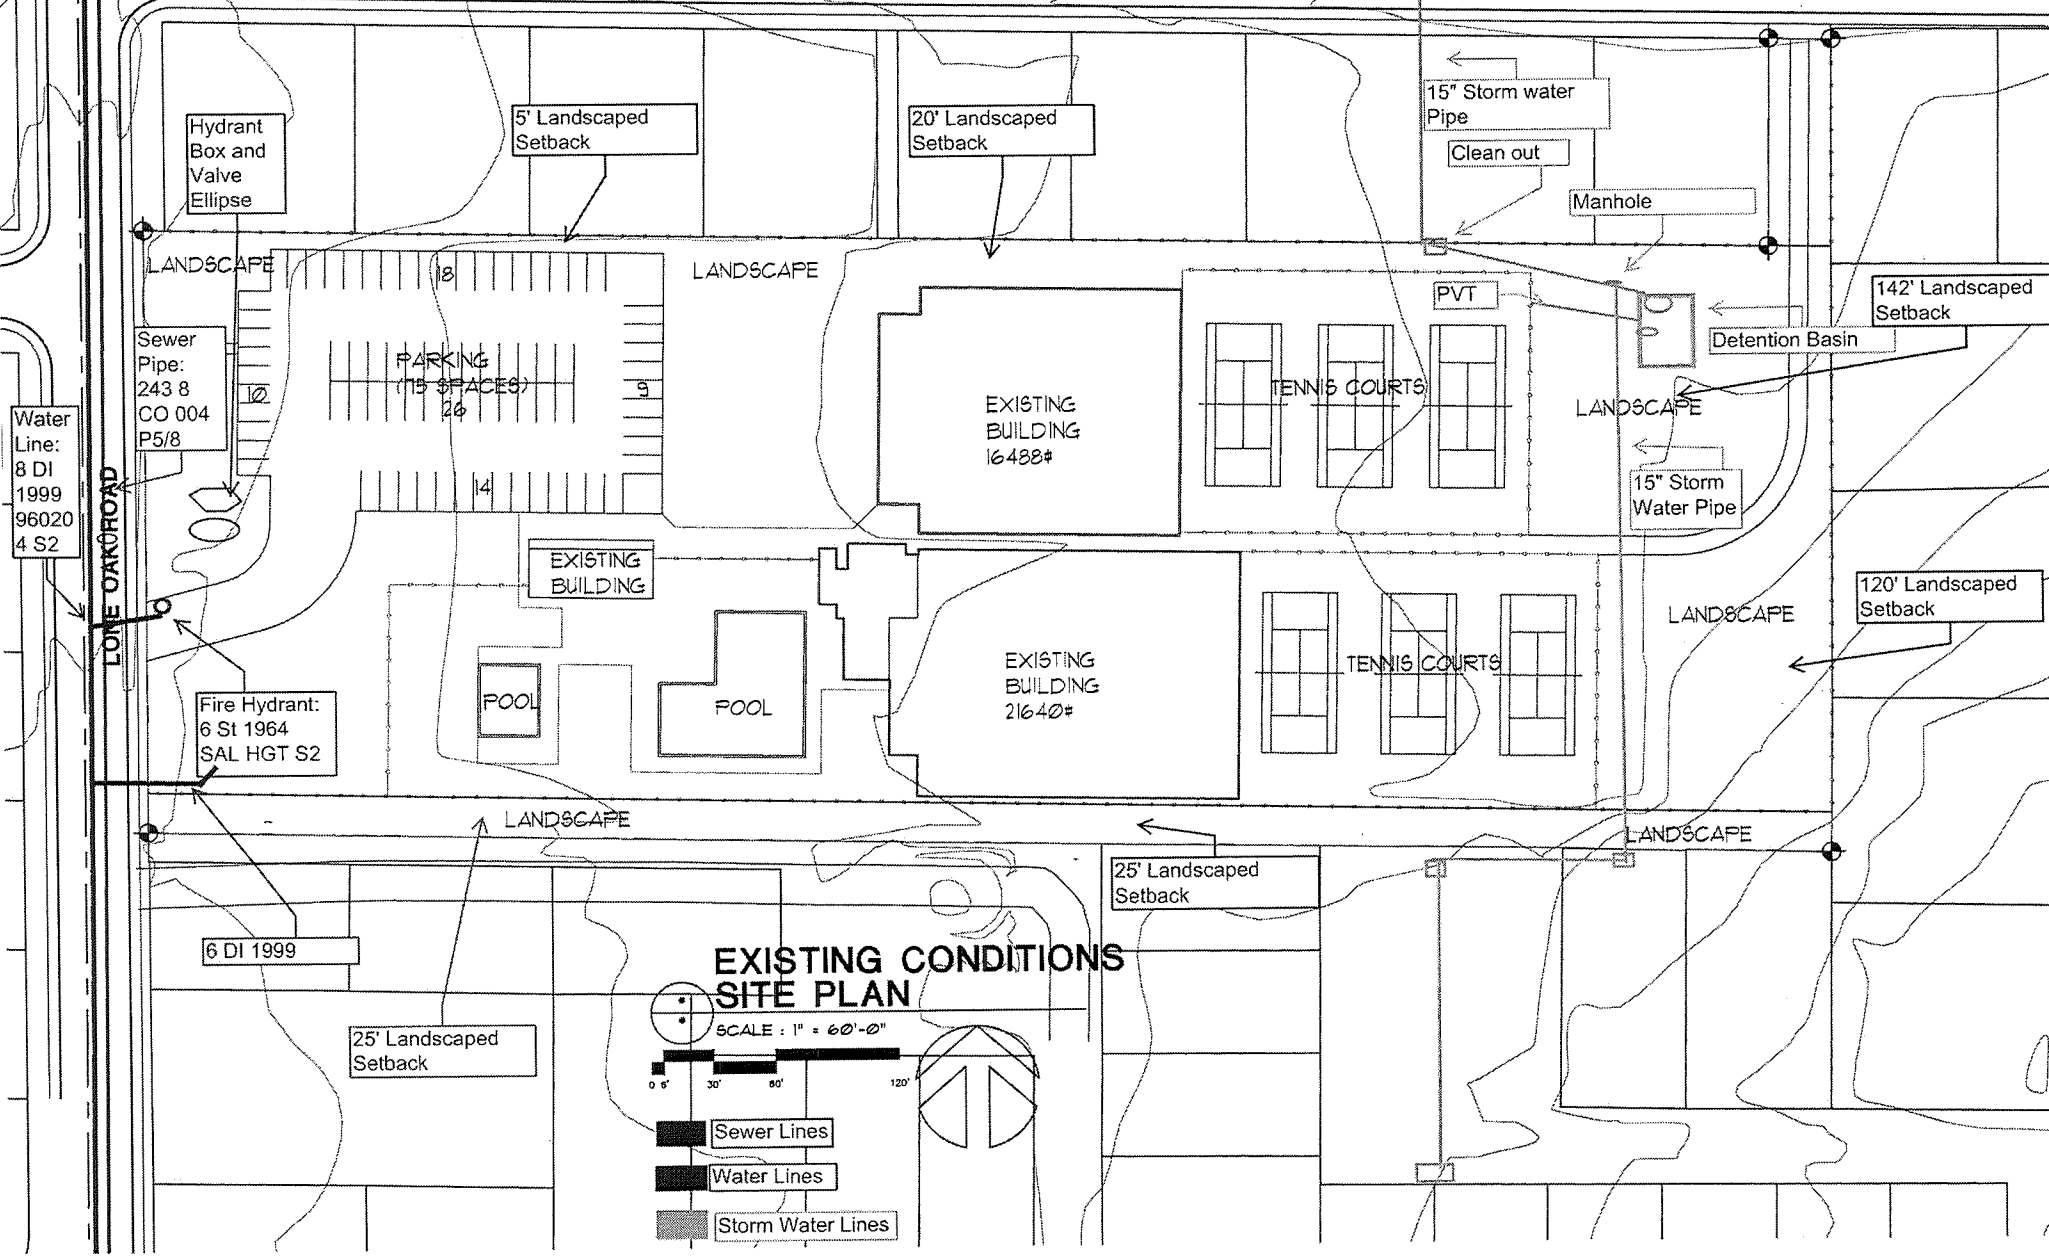 15" Storm water
Pipe
Clean out
Manhole
Hydrant
Box and
Valve
Ellipse
5' Landscaped
Setback
20' Landscaped
Setback
LANDSCAPE
18
LANDSCAPE
PVT
142' Landscaped
Setback
Detention Basin
Sewer
Pipe:
243 8
CO 004
P5/8
10
PARKING
(75 SPACES)
26
9
14
EXISTING
BUILDING
16488#
TENNIS COURTS
LANDSCAPE
15" Storm
Water Pipe
Water
Line:
8 DI
1999
96020
4 S2
LONE OAK ROAD
EXISTING
BUILDING
120' Landscaped
Setback
LANDSCAPE
Fire Hydrant:
6 St 1964
SAL HGT S2
POOL
POOL
EXISTING
BUILDING
21640#
TENNIS COURTS
LANDSCAPE
LANDSCAPE
25' Landscaped
Setback
6 DI 1999
25' Landscaped
Setback
EXISTING CONDITIONS
SITE PLAN
SCALE : 1" = 60'-0"
0 6' 30' 60' 120'
Sewer Lines
Water Lines
Storm Water Lines